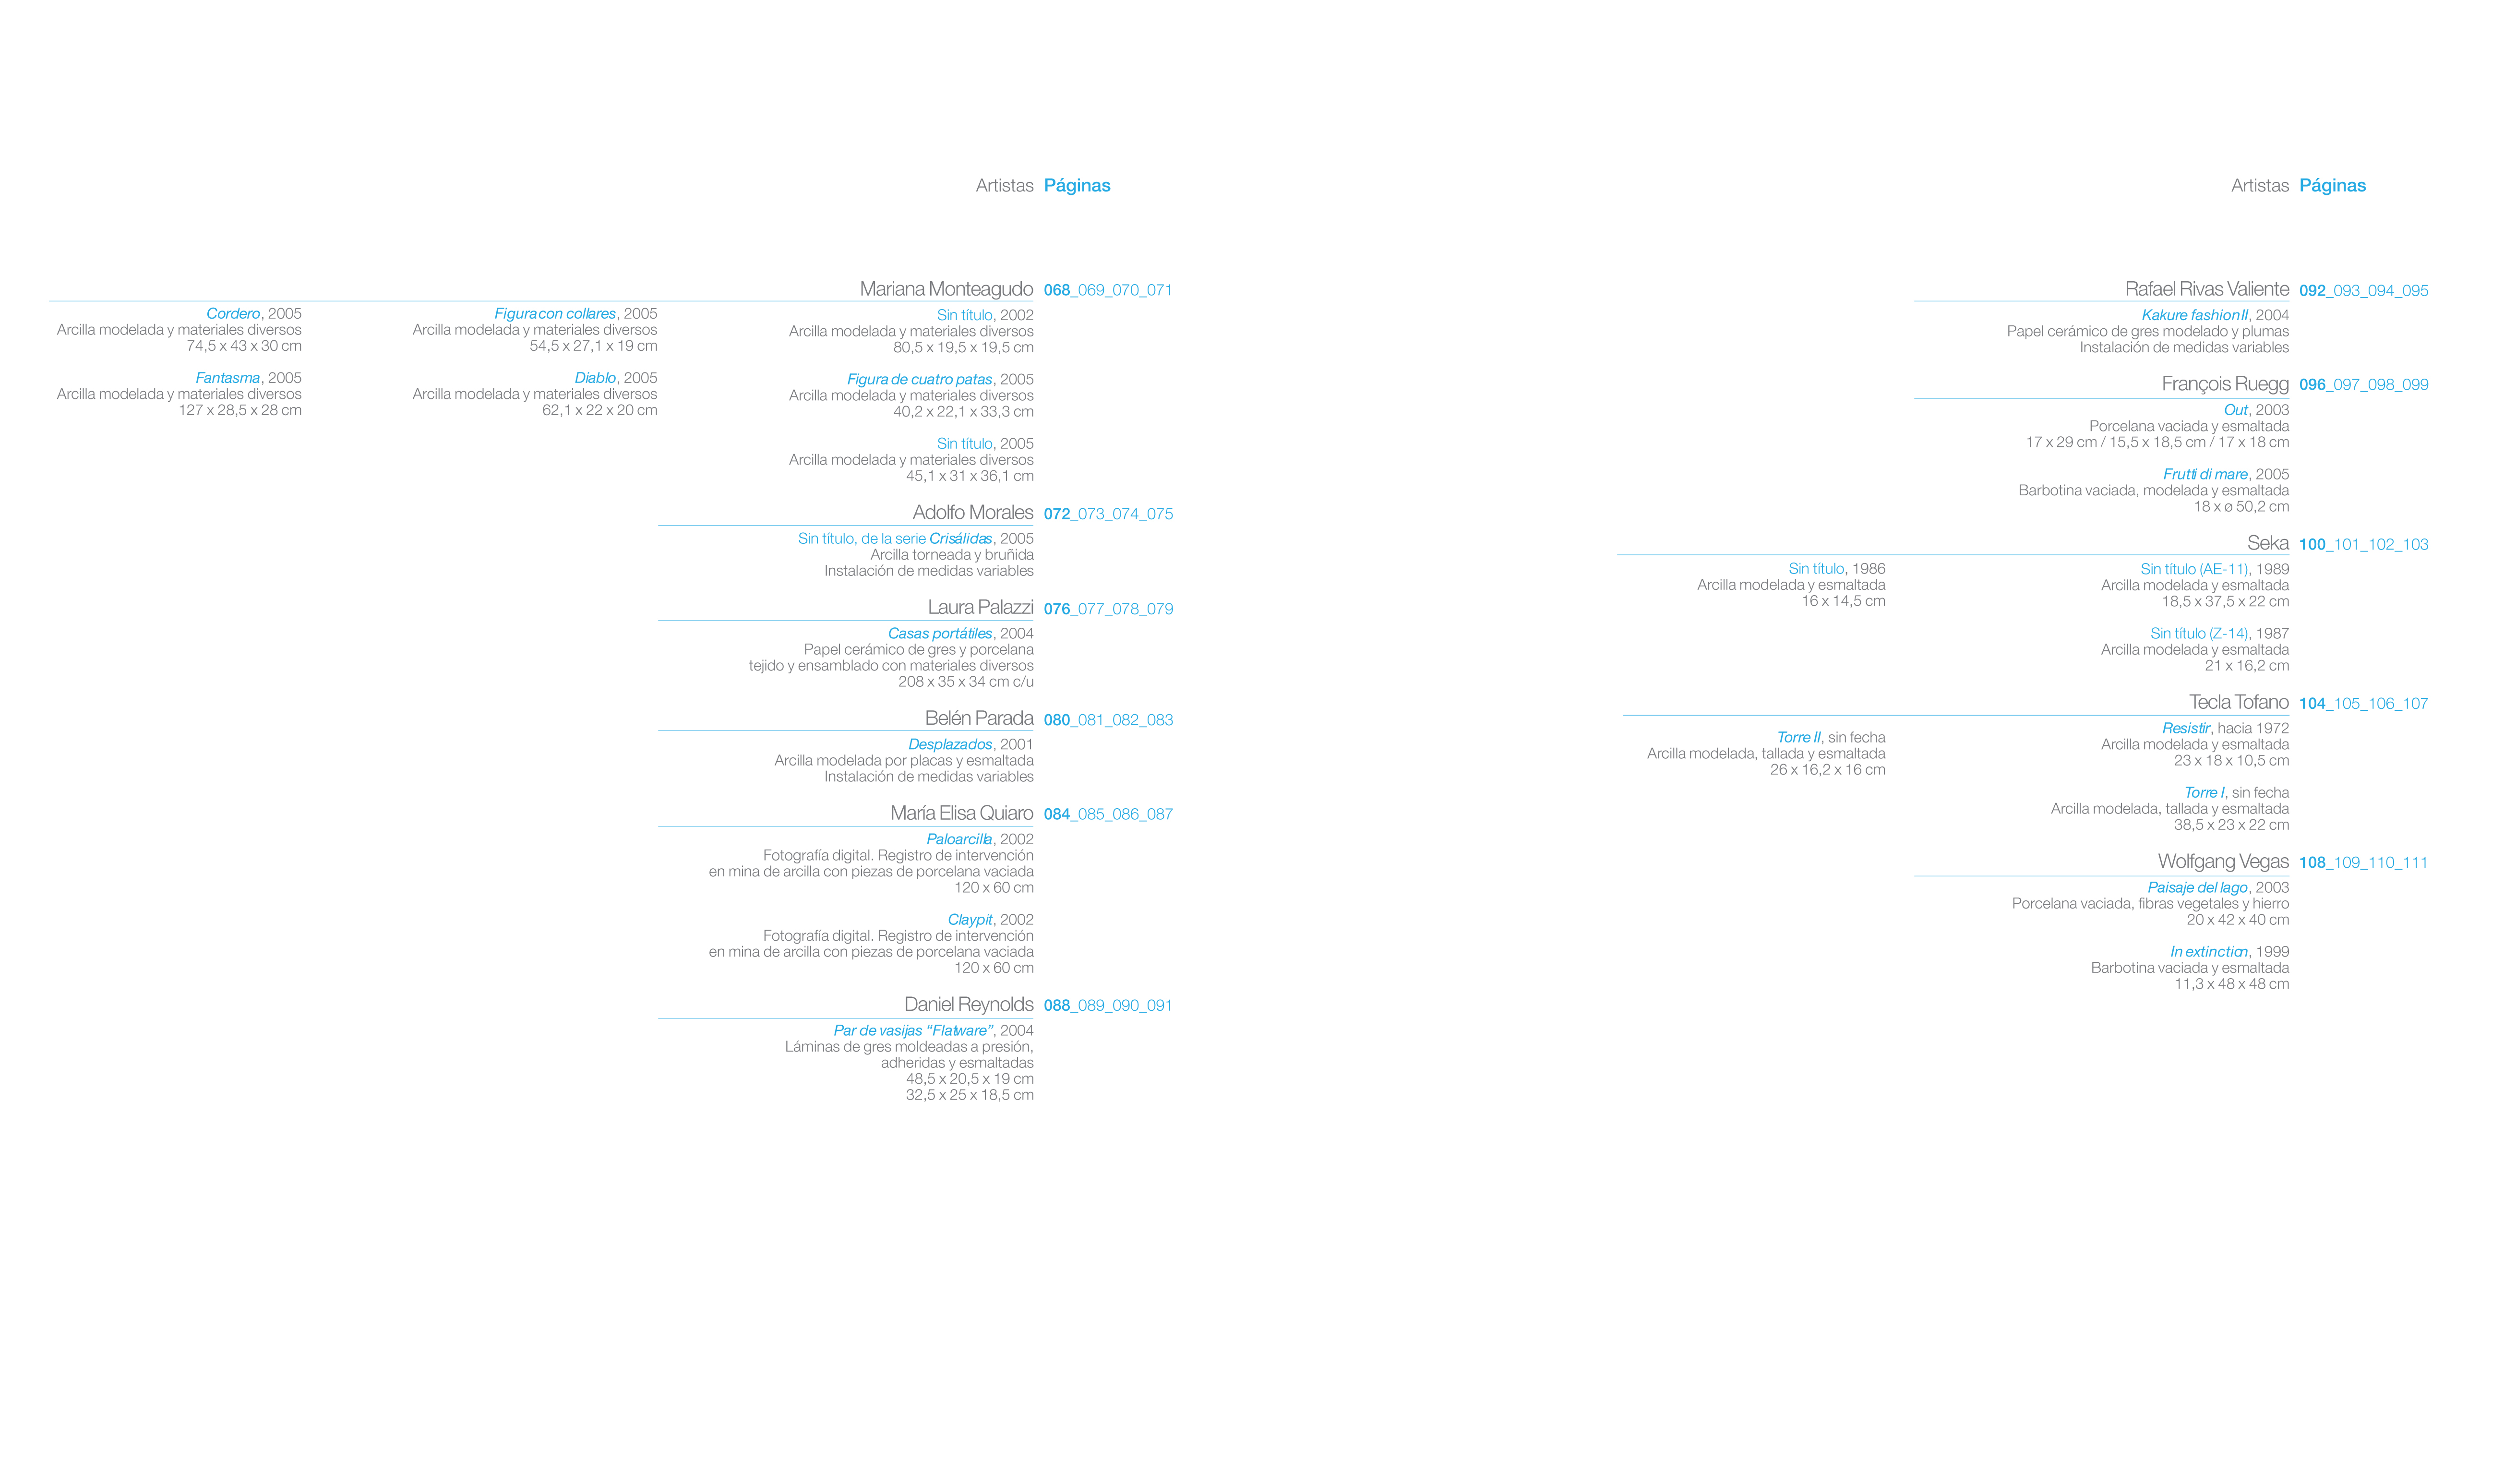 Artistas Páginas
Mariana Monteagudo 068_069_070_071
Sin título, 2002
Arcilla modelada y materiales diversos
80,5 x 19,5 x 19,5 cm
Figura de cuatro patas, 2005
Arcilla modelada y materiales diversos
40,2 x 22,1 x 33,3 cm
Sin título, 2005
Arcilla modelada y materiales diversos
45,1 x 31 x 36,1 cm
Figura con collares, 2005
Arcilla modelada y materiales diversos
54,5 x 27,1 x 19 cm
Diablo, 2005
Arcilla modelada y materiales diversos
62,1 x 22 x 20 cm
Cordero, 2005
Arcilla modelada y materiales diversos
74,5 x 43 x 30 cm
Fantasma, 2005
Arcilla modelada y materiales diversos
127 x 28,5 x 28 cm
Adolfo Morales 072_073_074_075
Sin título, de la serie Crisálidas, 2005
Arcilla torneada y bruñida
Instalación de medidas variables
Laura Palazzi 076_077_078_079
Casas portátiles, 2004
Papel cerámico de gres y porcelana
tejido y ensamblado con materiales diversos
208 x 35 x 34 cm c/u
Belén Parada 080_081_082_083
Desplazados, 2001
Arcilla modelada por placas y esmaltada
Instalación de medidas variables
María Elisa Quiaro 084_085_086_087
Paloarcilla, 2002
Fotografía digital. Registro de intervención
en mina de arcilla con piezas de porcelana vaciada
120 x 60 cm
Claypit, 2002
Fotografía digital. Registro de intervención
en mina de arcilla con piezas de porcelana vaciada
120 x 60 cm
Daniel Reynolds 088_089_090_091
Par de vasijas “Flatware”, 2004
Láminas de gres moldeadas a presión,
adheridas y esmaltadas
48,5 x 20,5 x 19 cm
32,5 x 25 x 18,5 cm
Artistas Páginas
Rafael Rivas Valiente 092_093_094_095
Kakure fashion II, 2004
Papel cerámico de gres modelado y plumas
Instalación de medidas variables
François Ruegg 096_097_098_099
Out, 2003
Porcelana vaciada y esmaltada
17 x 29 cm / 15,5 x 18,5 cm / 17 x 18 cm
Frutti di mare, 2005
Barbotina vaciada, modelada y esmaltada
18 x ø 50,2 cm
Seka 100_101_102_103
Sin título (AE-11), 1989
Arcilla modelada y esmaltada
18,5 x 37,5 x 22 cm
Sin título (Z-14), 1987
Arcilla modelada y esmaltada
21 x 16,2 cm
Sin título, 1986
Arcilla modelada y esmaltada
16 x 14,5 cm
Tecla Tofano 104_105_106_107
Resistir, hacia 1972
Arcilla modelada y esmaltada
23 x 18 x 10,5 cm
Torre I, sin fecha
Arcilla modelada, tallada y esmaltada
38,5 x 23 x 22 cm
Torre II, sin fecha
Arcilla modelada, tallada y esmaltada
26 x 16,2 x 16 cm
Wolfgang Vegas 108_109_110_111
Paisaje del lago, 2003
Porcelana vaciada, fibras vegetales y hierro
20 x 42 x 40 cm
In extinction, 1999
Barbotina vaciada y esmaltada
11,3 x 48 x 48 cm